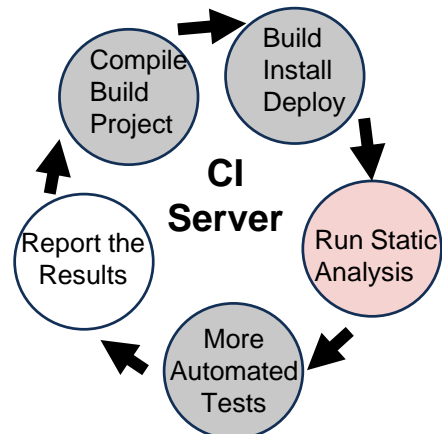 Compile
Build
Project
Build
Install
Deploy
CI
Server
Run Static
Analysis
More
Automated
Tests
Report the
Results